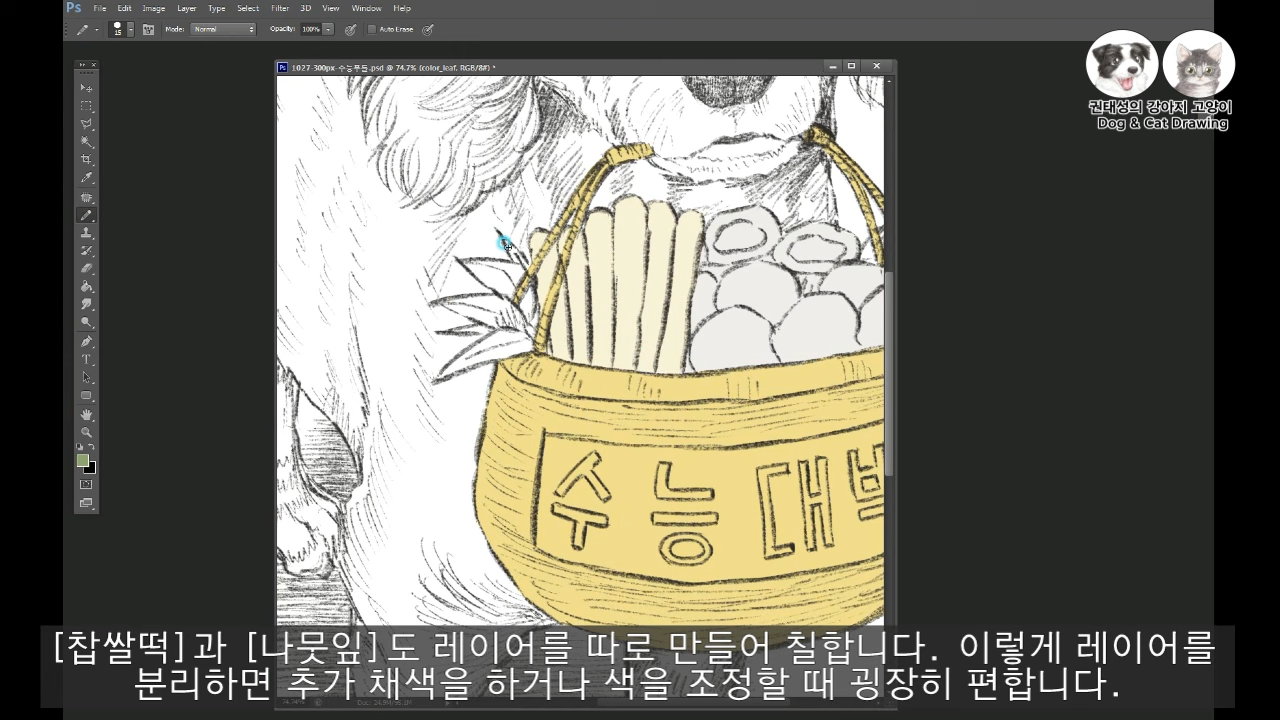 Ps File Edit Image Layer Type Select Filter 3D View Window Help
15 Mode: Normal Opacity: 100% Auto Erase
1027-300px-수능푸들.psd @ 74.7% (color_leaf, RGB/8#) *
권태성의 강아지 고양이
Dog & Cat Drawing
수능 대박
[찹쌀떡]과 [나뭇잎]도 레이어를 따로 만들어 칠합니다. 이렇게 레이어를
분리하면 추가 채색을 하거나 색을 조정할 때 굉장히 편합니다.